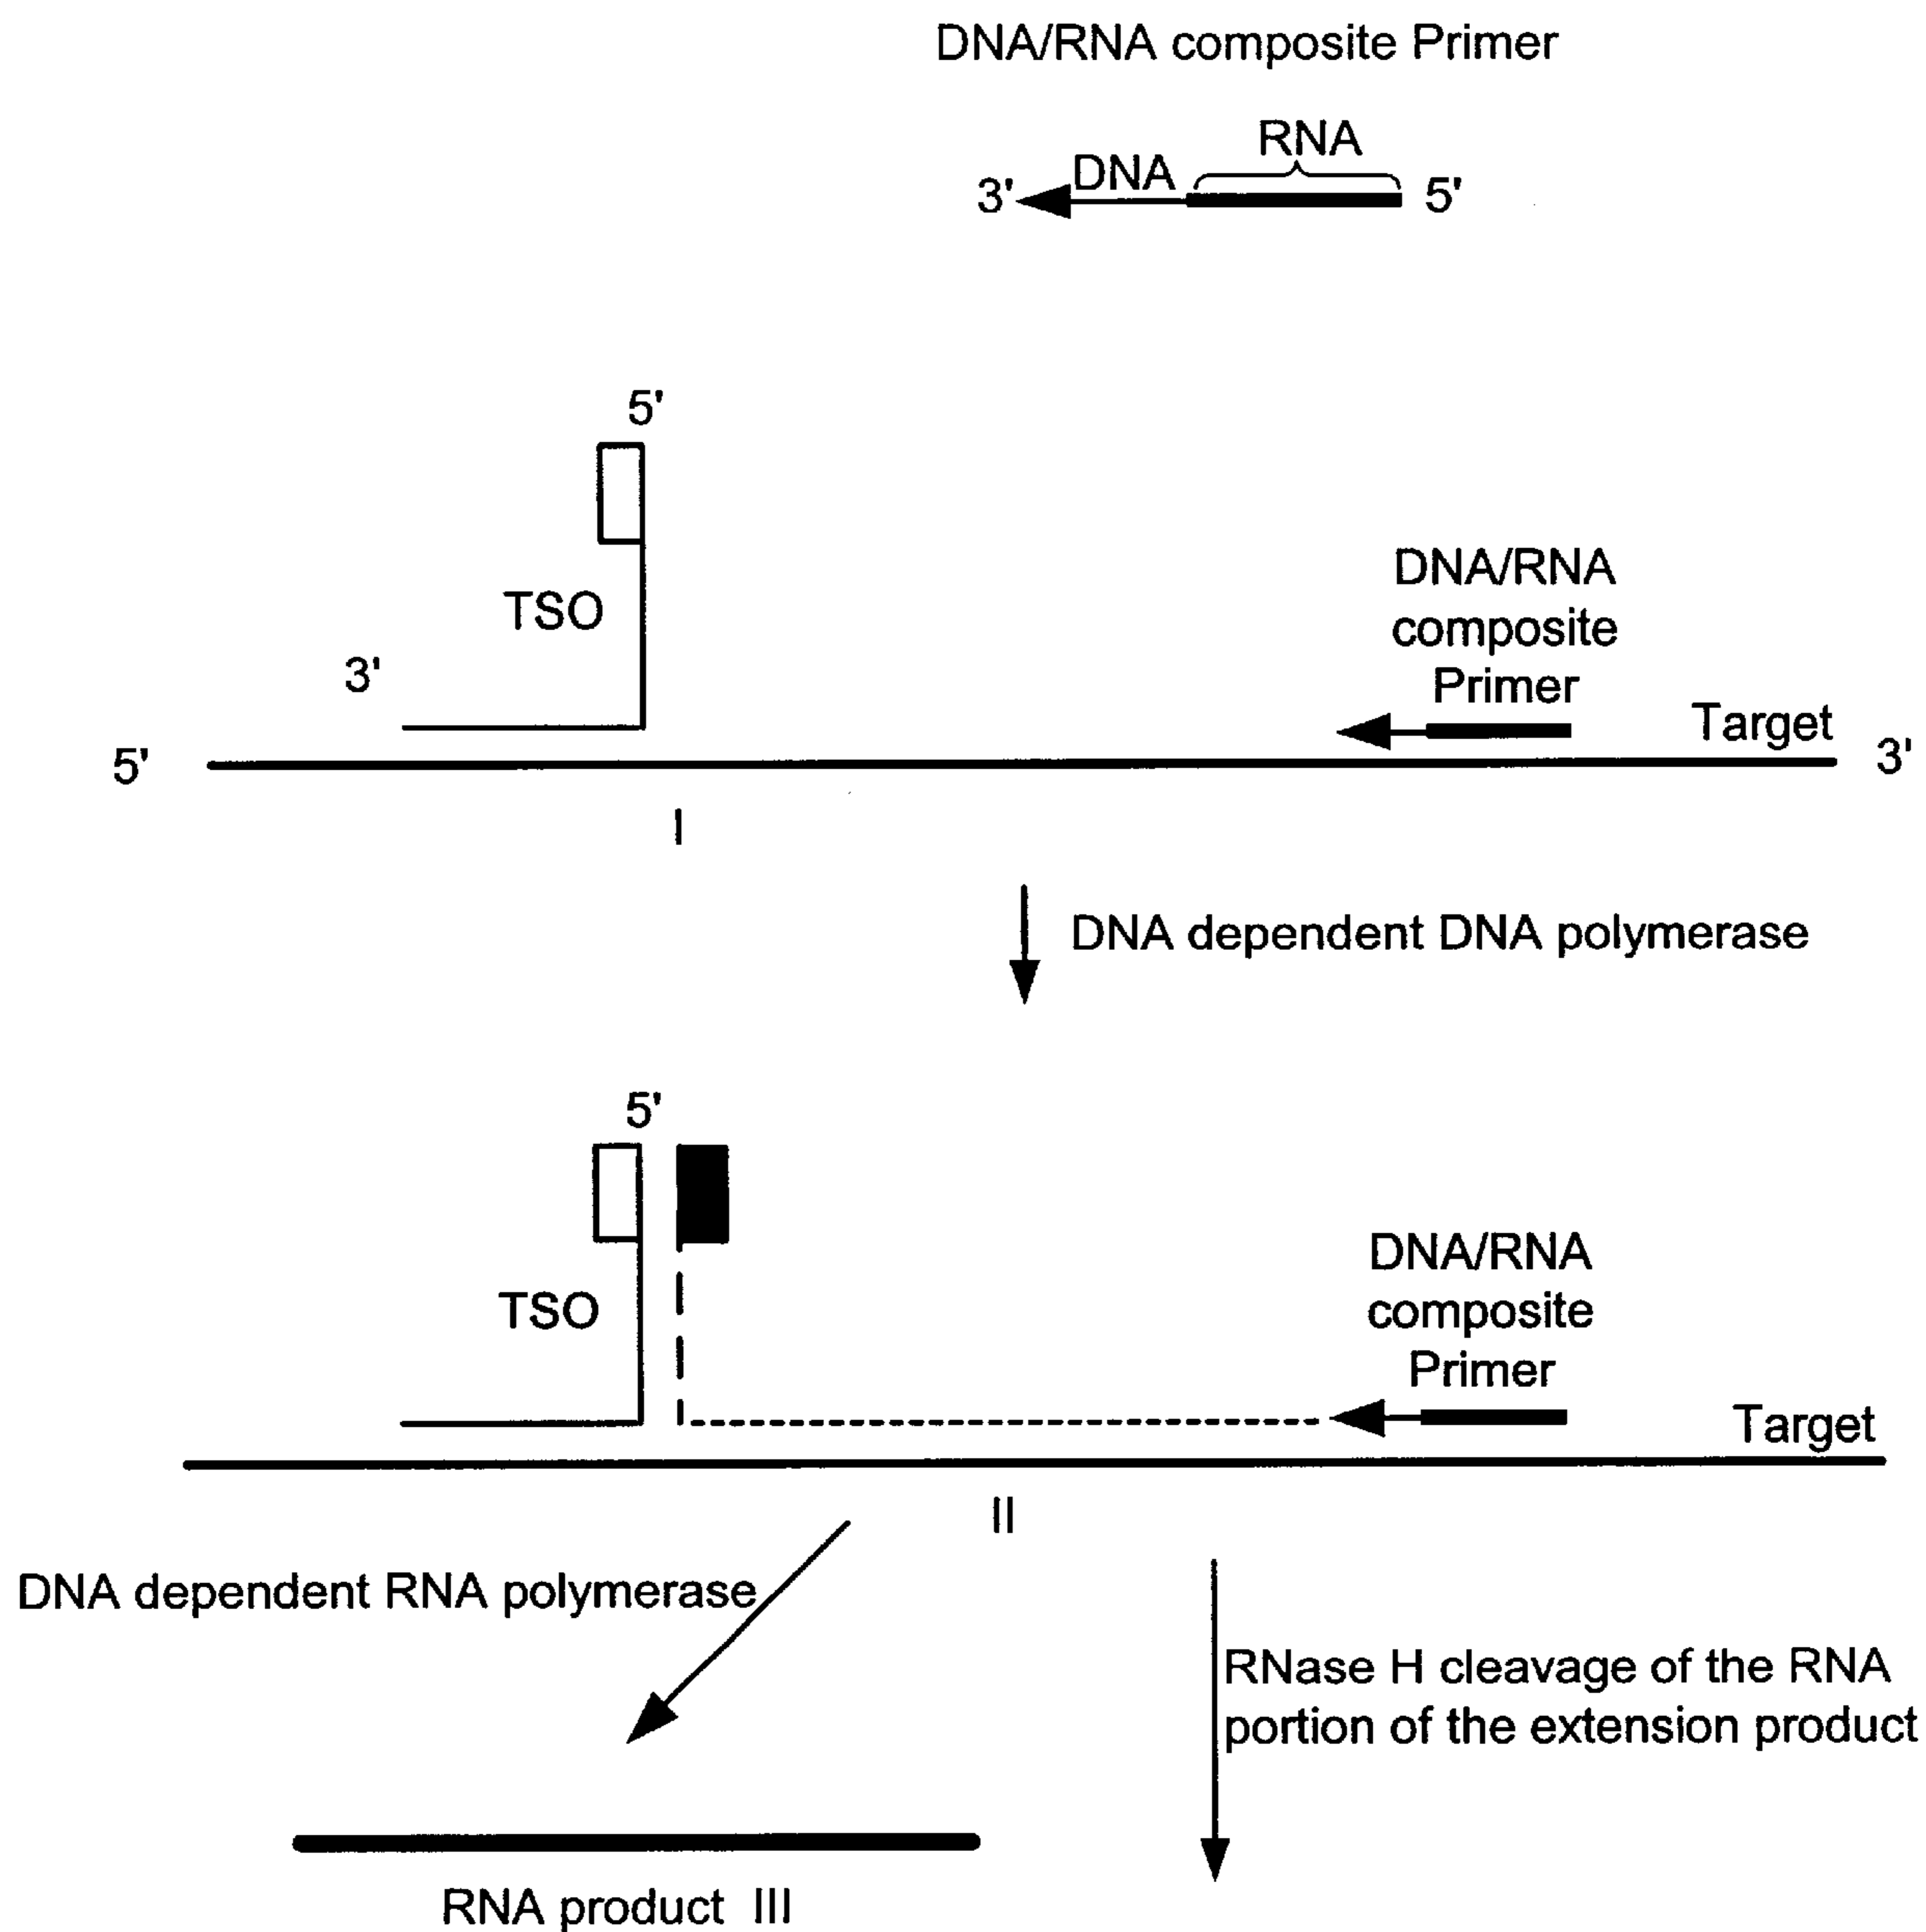 DNA/RNA composite Primer
RNA
DNA
3'
5'
5'
TSO
3'
DNA/RNA
composite
Primer
Target
5'
3'
I
DNA dependent DNA polymerase
5'
TSO
DNA/RNA
composite
Primer
Target
II
DNA dependent RNA polymerase
RNase H cleavage of the RNA
portion of the extension product
RNA product III